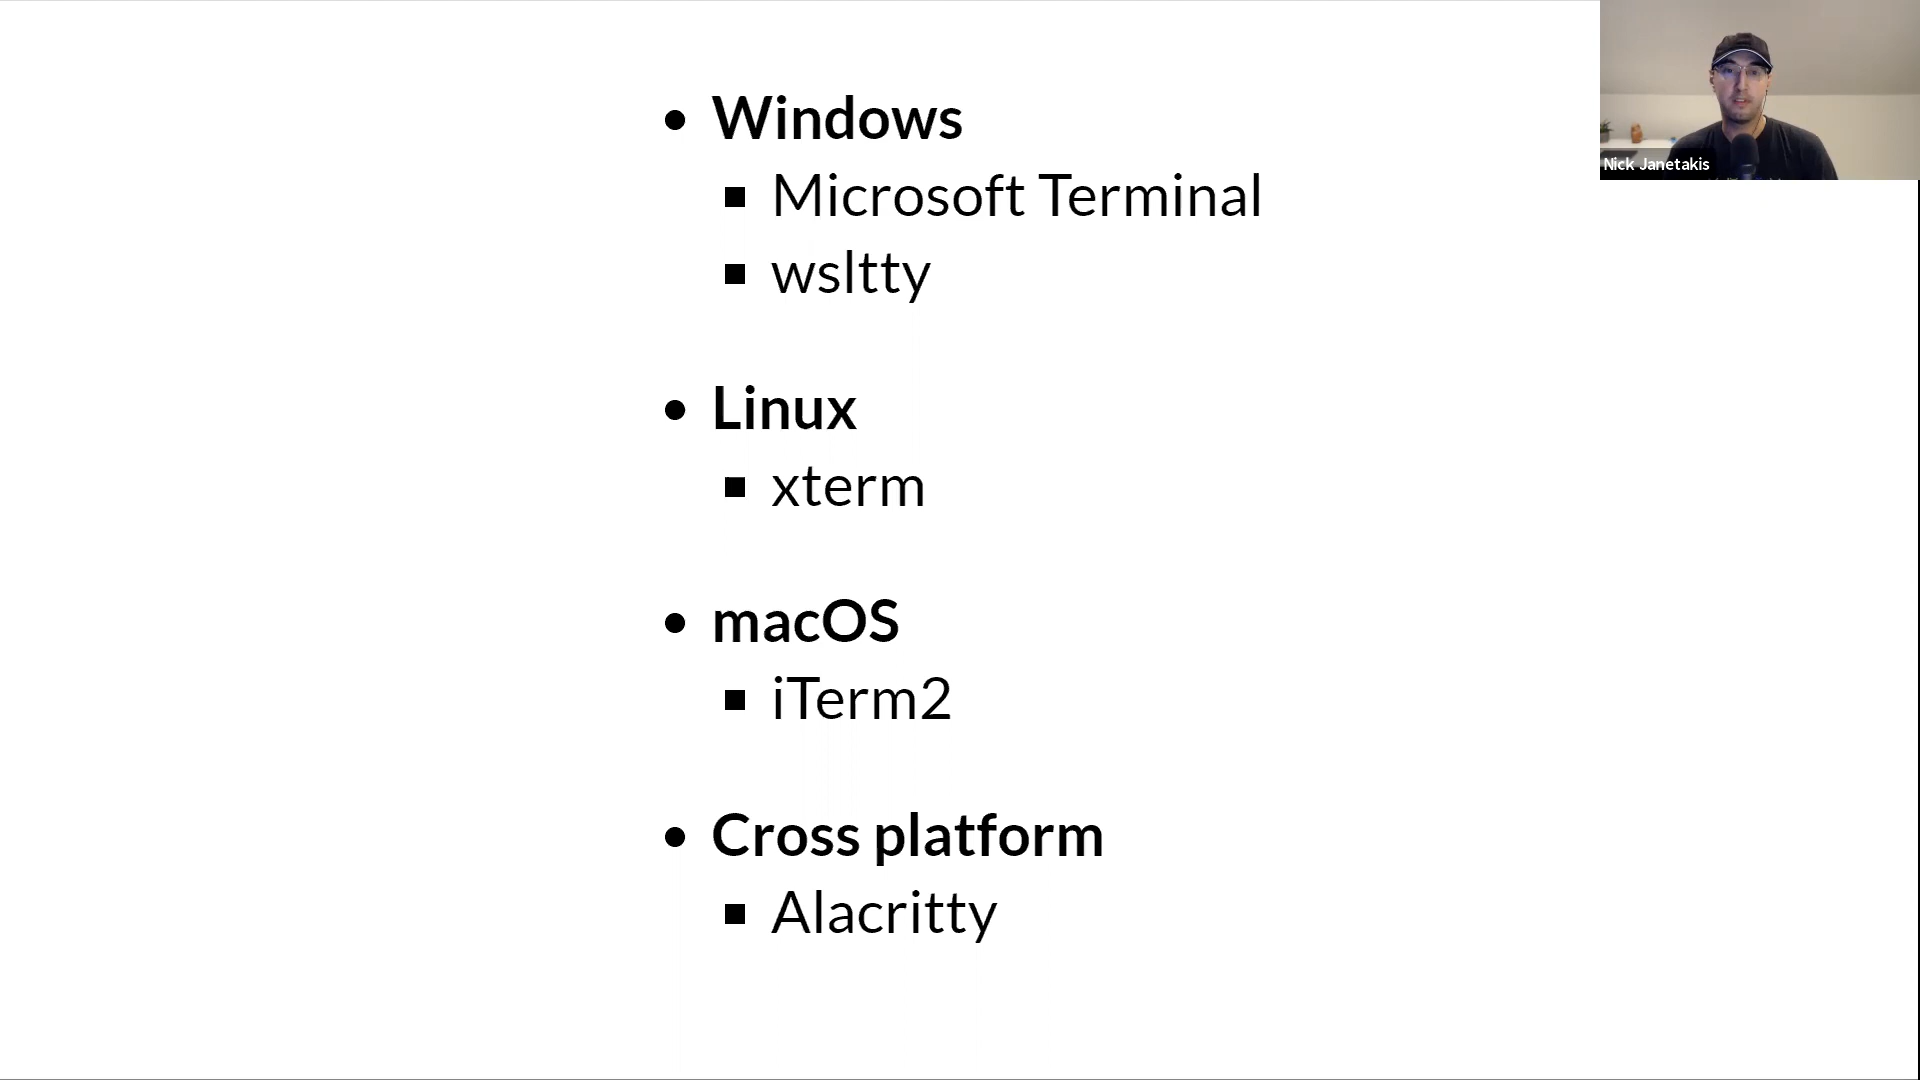 Windows
Microsoft Terminal
wsltty
Linux
xterm
macOS
iTerm2
Cross platform
Alacritty
Nick Janetakis